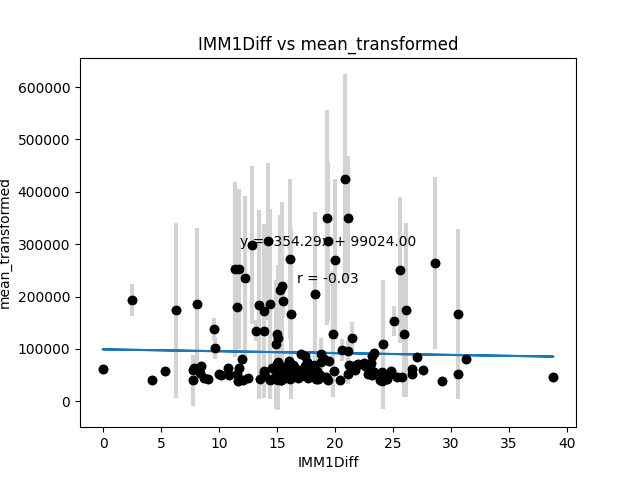 IMM1Diff vs mean_transformed
mean_transformed
600000
500000
400000
300000
200000
100000
0
y = -354.29x + 99024.00
r = -0.03
0 5 10 15 20 25 30 35 40
IMM1Diff